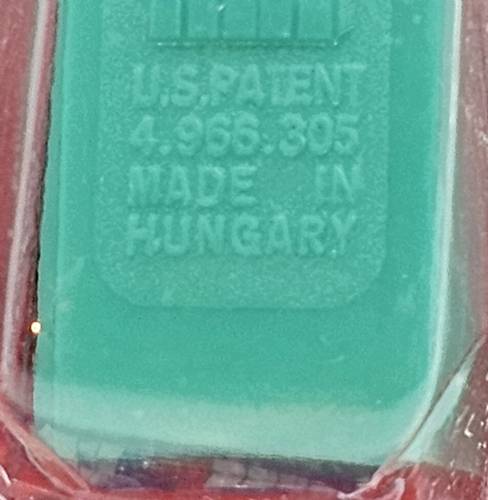 U.S.PATENT
4.966.305
MADE IN
HUNGARY